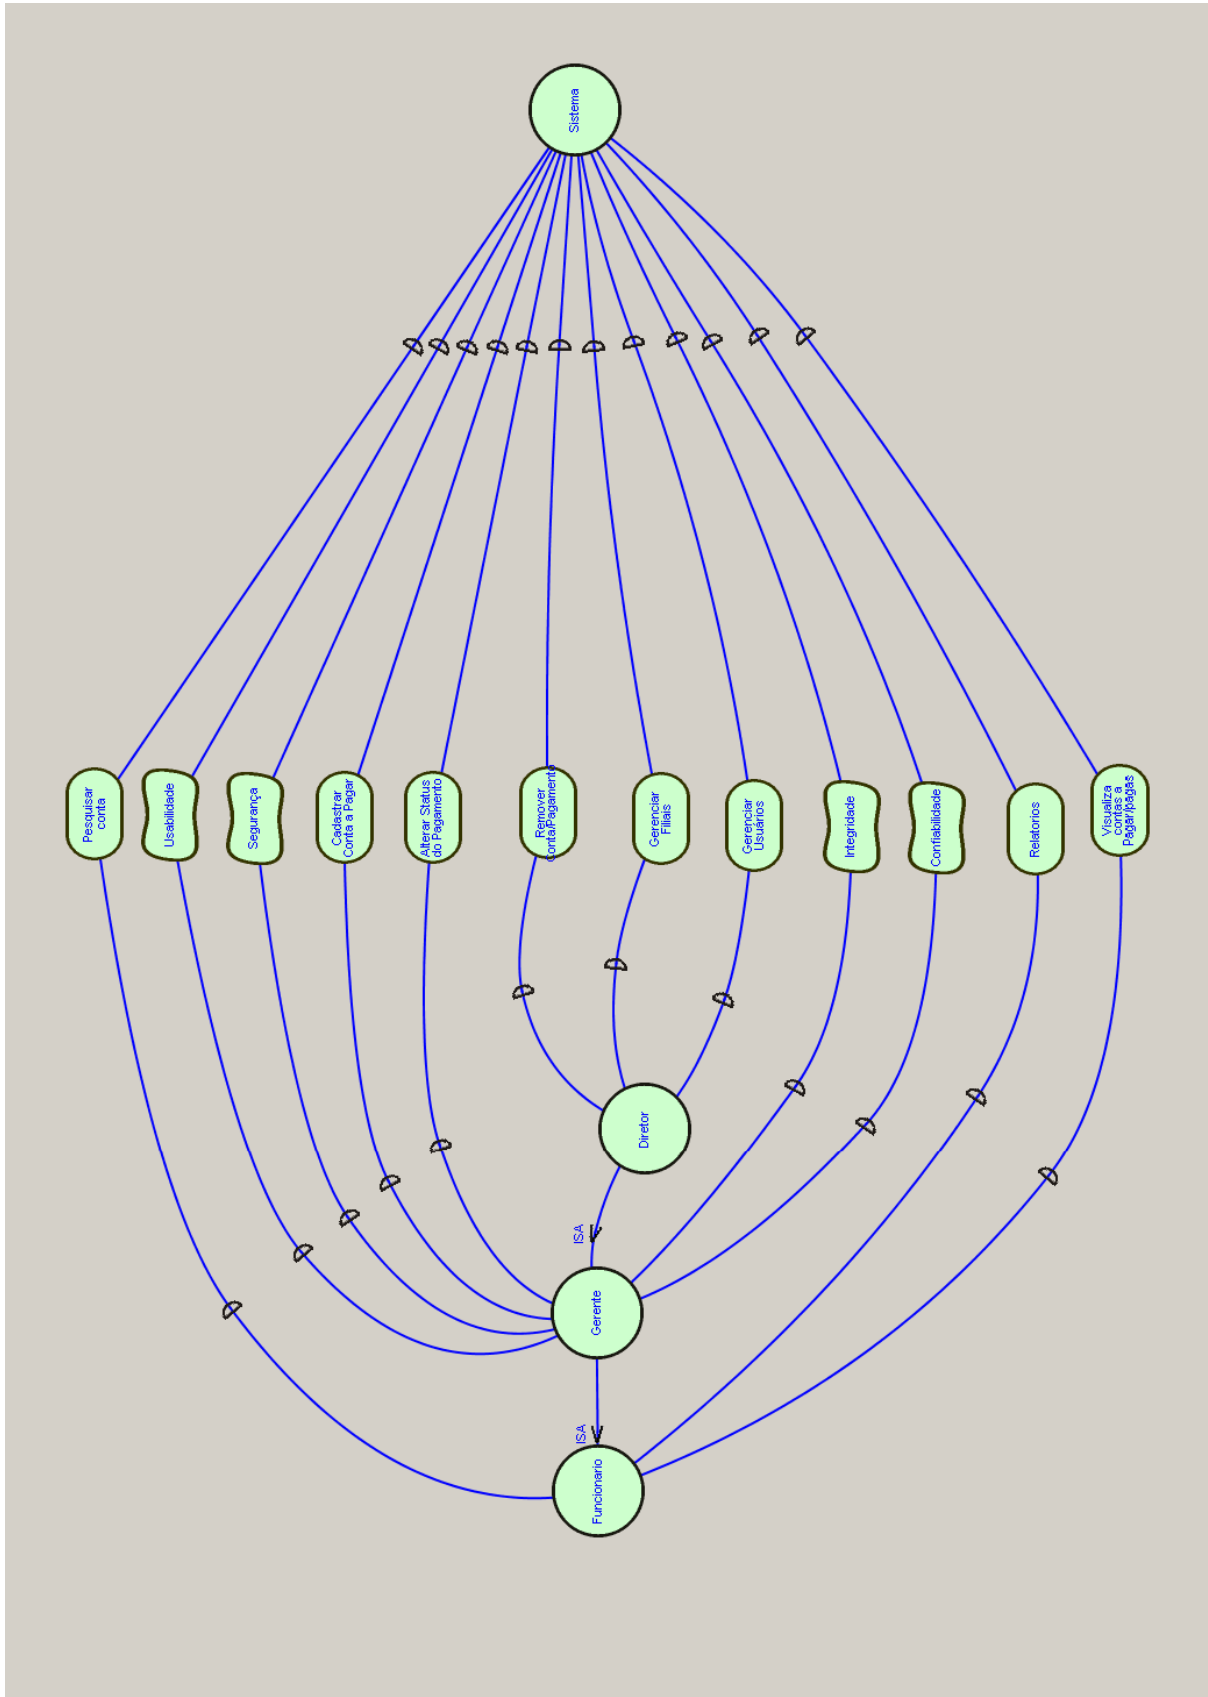 Sistema
Pesquisar
conta
Usabilidade
Segurança
Cadastrar
Conta a Pagar
Alterar Status
do Pagamento
Remover
Conta/Pagamento
Gerenciar
Filiais
Gerenciar
Usuários
Integridade
Confiabilidade
Relatorios
Visualiza
contas a
Pagar/pagas
Diretor
ISA
Gerente
ISA
Funcionario